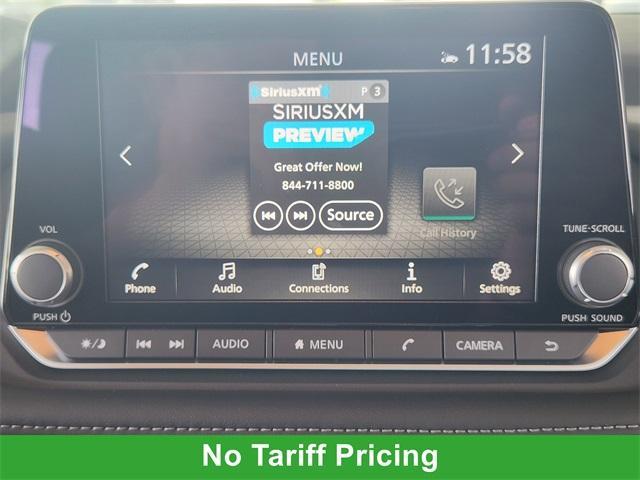 MENU
11:58
SiriusXM P 3
SIRIUSXM
PREVIEW
Great Offer Now!
844-711-8800
Source
Call History
VOL
TUNE-SCROLL
Phone Audio Connections Info Settings
PUSH
PUSH SOUND
AUDIO MENU CAMERA
No Tariff Pricing